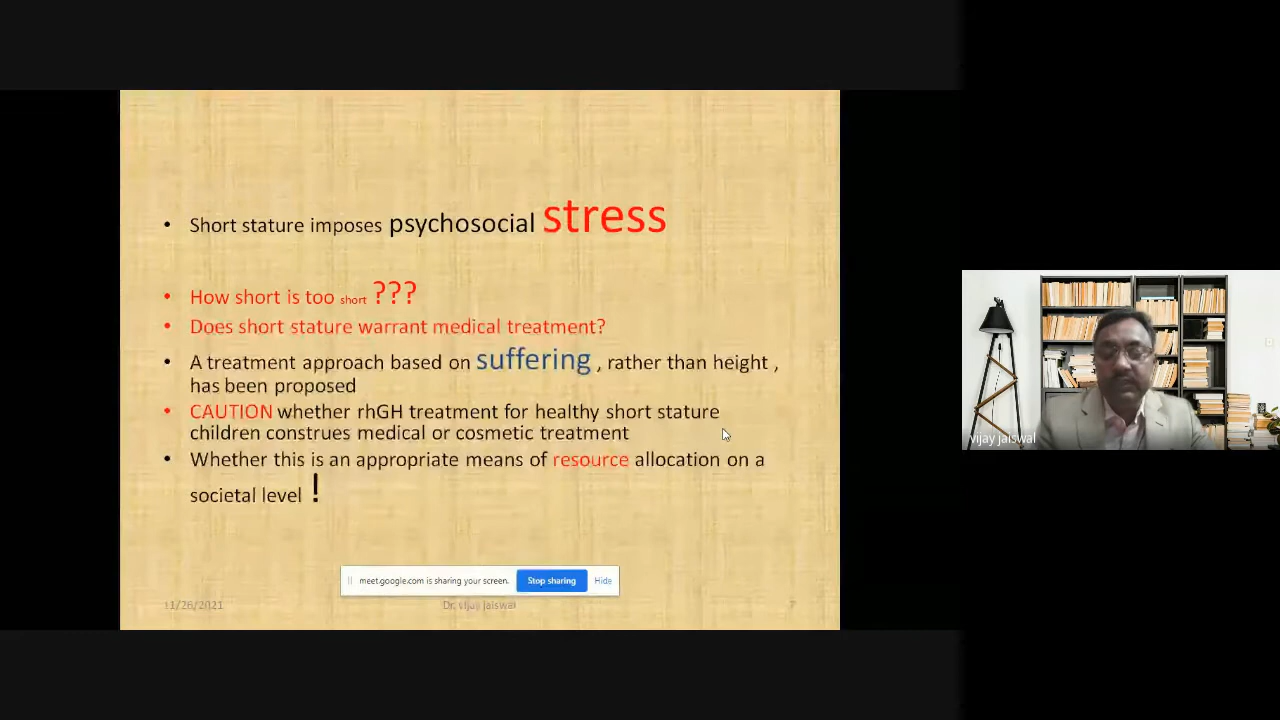 • Short stature imposes psychosocial stress
• How short is too short ???
• Does short stature warrant medical treatment?
• A treatment approach based on suffering , rather than height ,
has been proposed
• CAUTION whether rhGH treatment for healthy short stature
children construes medical or cosmetic treatment
• Whether this is an appropriate means of resource allocation on a
societal level !
meet.google.com is sharing your screen. Stop sharing Hide
11/26/2021 Dr. vijay jaiswal 7
vijay jaiswal